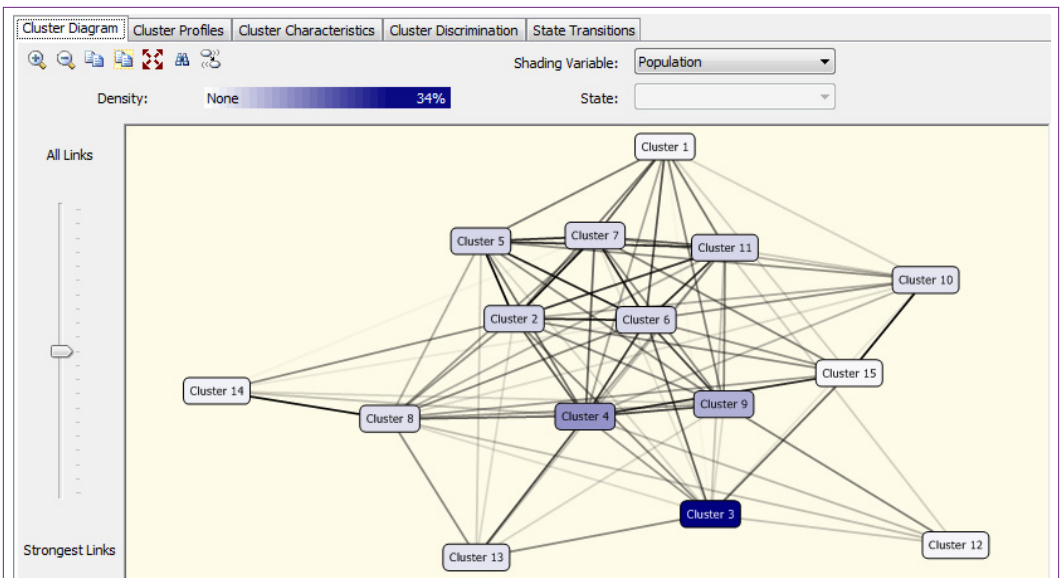 Cluster Diagram Cluster Profiles Cluster Characteristics Cluster Discrimination State Transitions
Shading Variable: Population
Density: None 34% State:
All Links
Cluster 1
Cluster 7
Cluster 5
Cluster 11
Cluster 10
Cluster 2
Cluster 6
Cluster 15
Cluster 14
Cluster 9
Cluster 8
Cluster 4
Cluster 3
Cluster 12
Strongest Links
Cluster 13